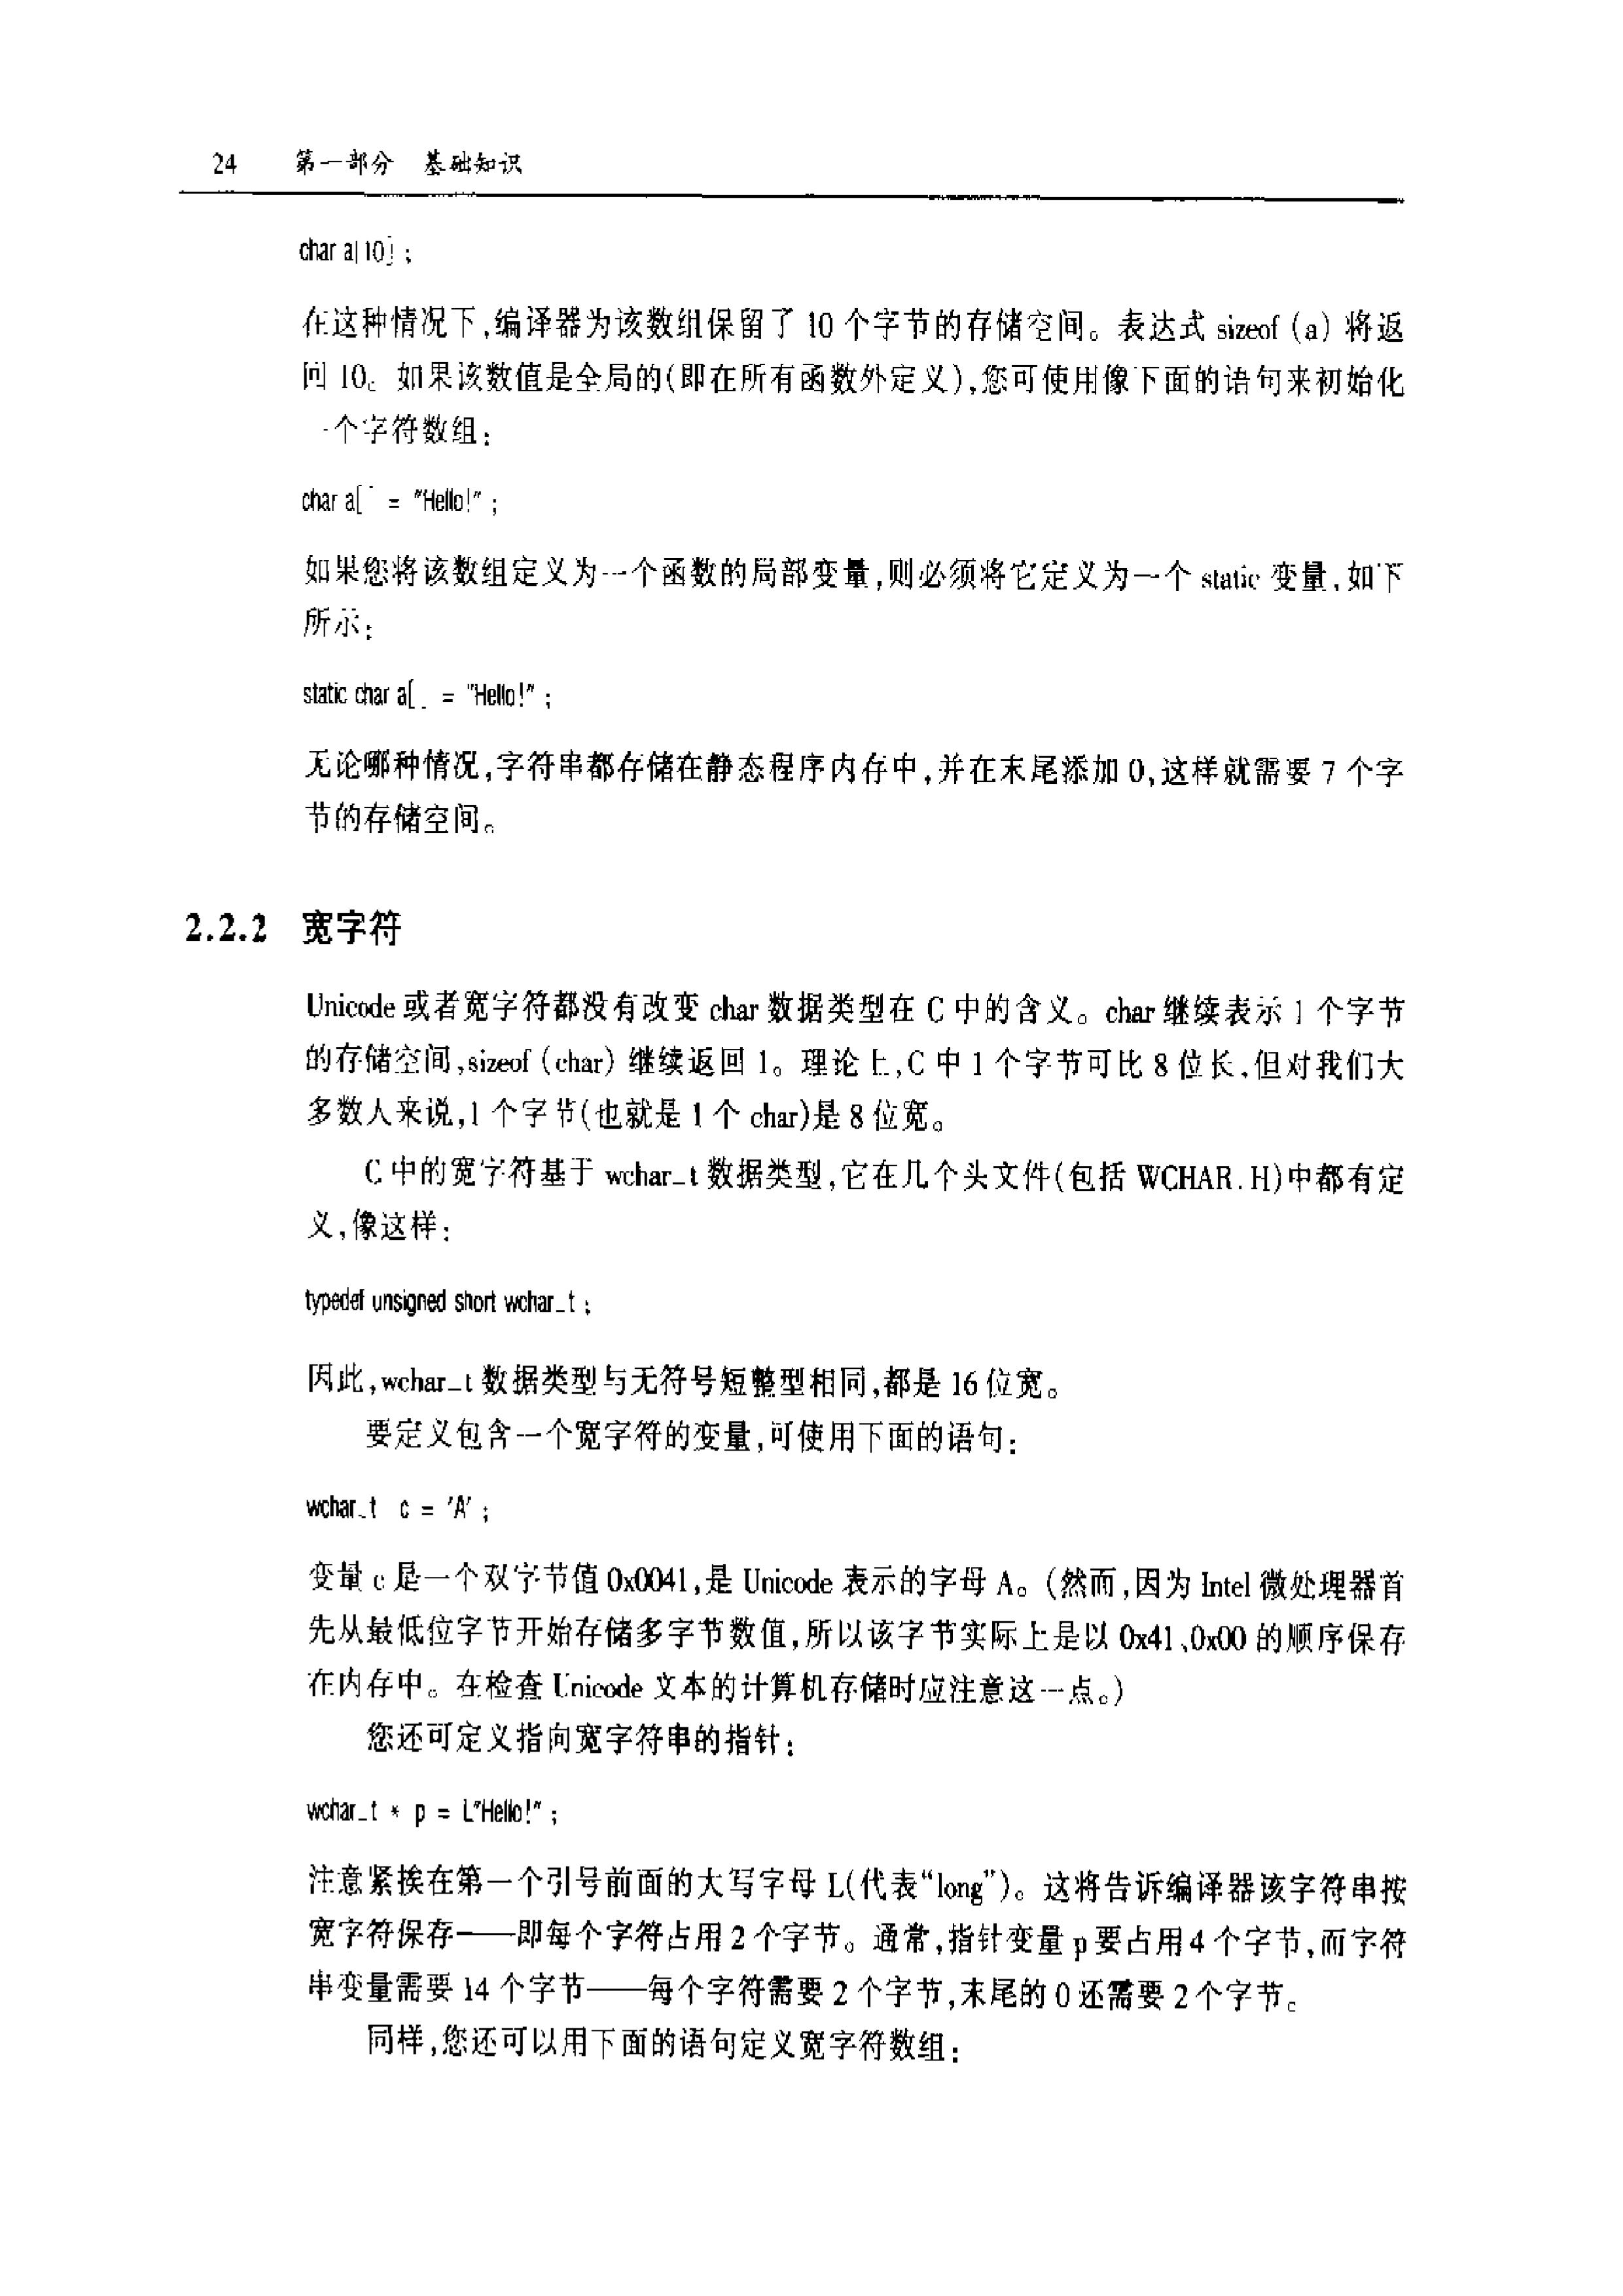 24 第一部分 基础知识
char a[10];
在这种情况下,编译器为该数组保留了 10 个字节的存储空间。表达式 sizeof (a) 将返
回 10。如果该数值是全局的(即在所有函数外定义),您可使用像下面的语句来初始化
一个字符数组:
char a[] = "Hello!";
如果您将该数组定义为一个函数的局部变量,则必须将它定义为一个 static 变量,如下
所示:
static char a[] = "Hello!";
无论哪种情况,字符串都存储在静态程序内存中,并在末尾添加 0,这样就需要 7 个字
节的存储空间。
2.2.2 宽字符
Unicode 或者宽字符都没有改变 char 数据类型在 C 中的含义。char 继续表示 1 个字节
的存储空间,sizeof (char) 继续返回 1。理论上,C 中 1 个字节可比 8 位长,但对我们大
多数人来说,1 个字节(也就是 1 个 char)是 8 位宽。
C 中的宽字符基于 wchar_t 数据类型,它在几个头文件(包括 WCHAR.H)中都有定
义,像这样:
typedef unsigned short wchar_t;
因此,wchar_t 数据类型与无符号短整型相同,都是 16 位宽。
要定义包含一个宽字符的变量,可使用下面的语句:
wchar_t c = 'A';
变量 c 是一个双字节值 0x0041,是 Unicode 表示的字母 A。(然而,因为 Intel 微处理器首
先从最低位字节开始存储多字节数值,所以该字节实际上是以 0x41、0x00 的顺序保存
在内存中。在检查 Unicode 文本的计算机存储时应注意这一点。)
您还可定义指向宽字符串的指针:
wchar_t * p = L"Hello!";
注意紧挨在第一个引号前面的大写字母 L(代表“long”)。这将告诉编译器该字符串按
宽字符保存——即每个字符占用 2 个字节。通常,指针变量 p 要占用 4 个字节,而字符
串变量需要 14 个字节——每个字符需要 2 个字节,末尾的 0 还需要 2 个字节。
同样,您还可以用下面的语句定义宽字符数组: